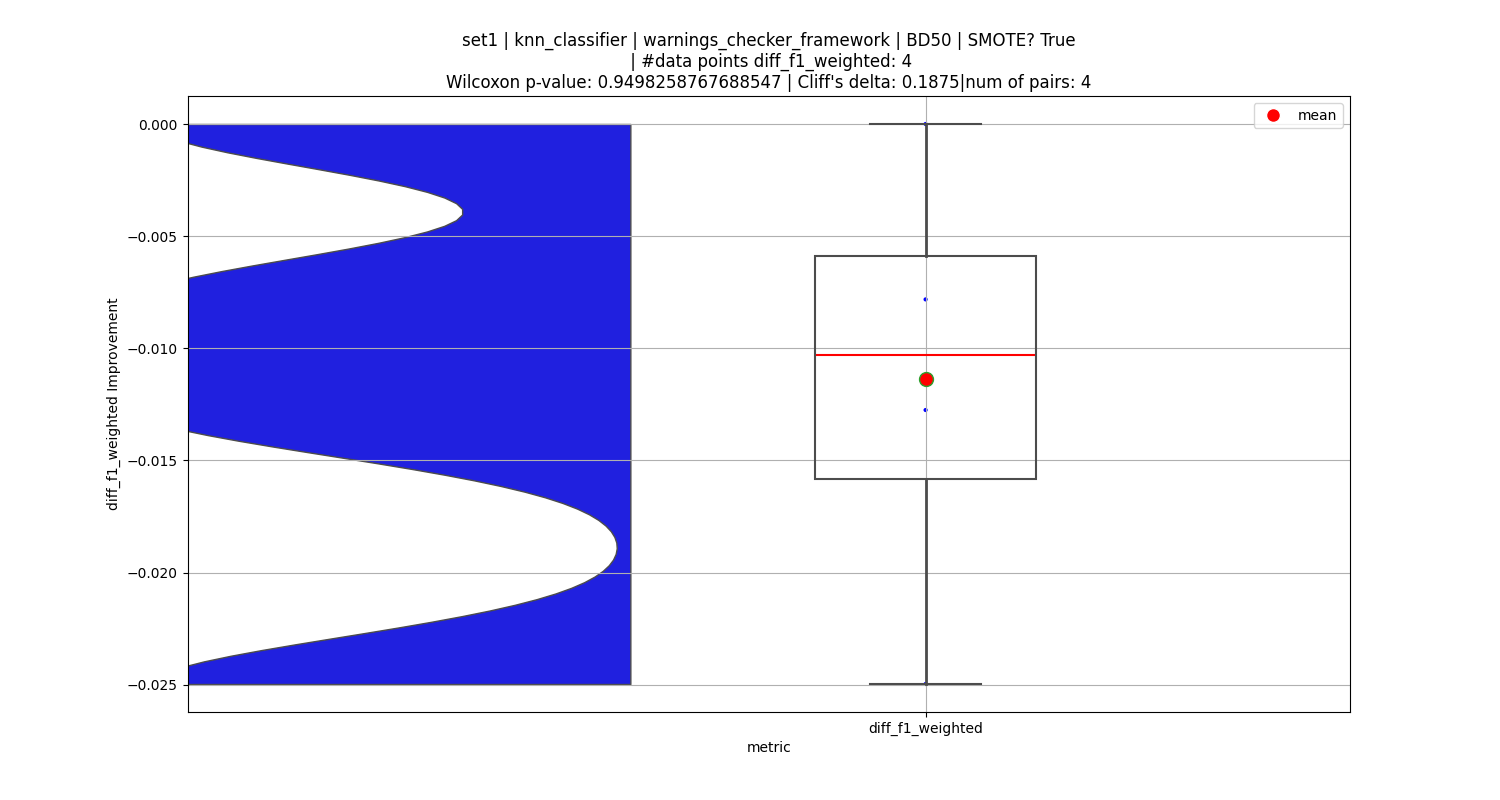 set1 | knn_classifier | warnings_checker_framework | BD50 | SMOTE? True
| #data points diff_f1_weighted: 4
Wilcoxon p-value: 0.9498258767688547 | Cliff's delta: 0.1875|num of pairs: 4
mean
0.000
−0.005
−0.010
−0.015
−0.020
−0.025
diff_f1_weighted Improvement
diff_f1_weighted
metric